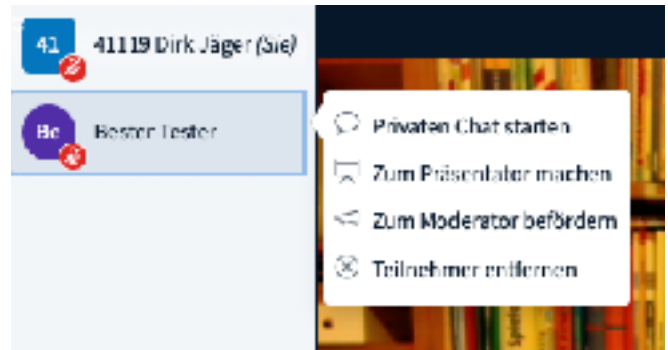 41 41119 Dirk Jäger (Sie)
Be Bester Tester
Privaten Chat starten
Zum Präsentator machen
Zum Moderator befördern
Teilnehmer entfernen
Spiele